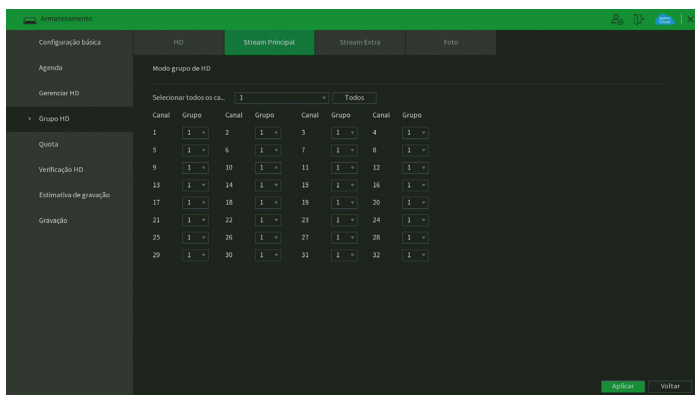 Armazenamento
Configuração básica
Agenda
Gerenciar HD
Grupo HD
Quota
Verificação HD
Estimativa de gravação
Gravação
HD Stream Principal Stream Extra Foto
Modo grupo de HD
Selecionar todos os ca... 1 Todos
Canal Grupo Canal Grupo Canal Grupo Canal Grupo
1 1 2 1 3 1 4 1
5 1 6 1 7 1 8 1
9 1 10 1 11 1 12 1
13 1 14 1 15 1 16 1
17 1 18 1 19 1 20 1
21 1 22 1 23 1 24 1
25 1 26 1 27 1 28 1
29 1 30 1 31 1 32 1
Aplicar Voltar